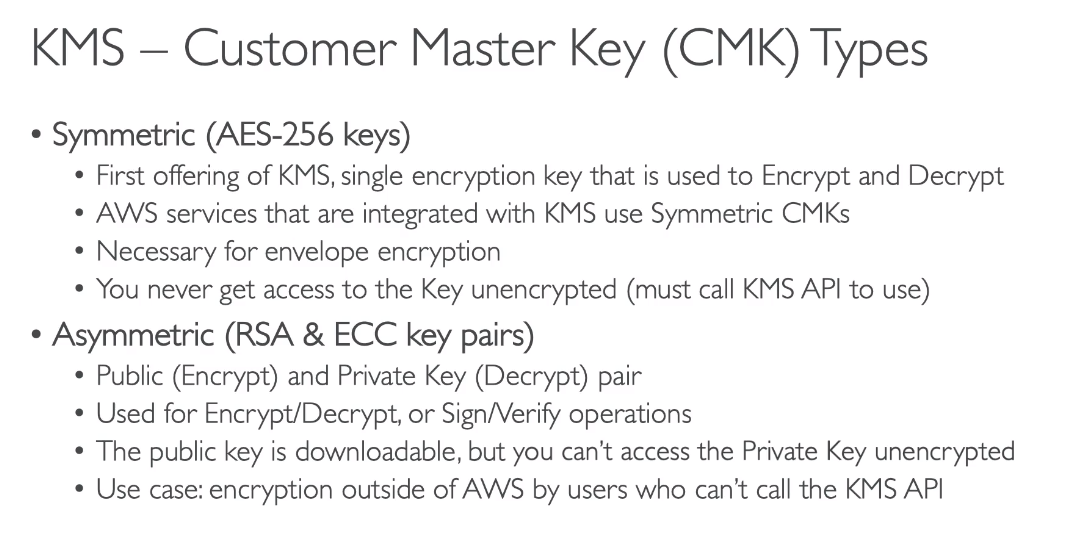 KMS – Customer Master Key (CMK) Types
• Symmetric (AES-256 keys)
• First offering of KMS, single encryption key that is used to Encrypt and Decrypt
• AWS services that are integrated with KMS use Symmetric CMKs
• Necessary for envelope encryption
• You never get access to the Key unencrypted (must call KMS API to use)
• Asymmetric (RSA & ECC key pairs)
• Public (Encrypt) and Private Key (Decrypt) pair
• Used for Encrypt/Decrypt, or Sign/Verify operations
• The public key is downloadable, but you can't access the Private Key unencrypted
• Use case: encryption outside of AWS by users who can't call the KMS API